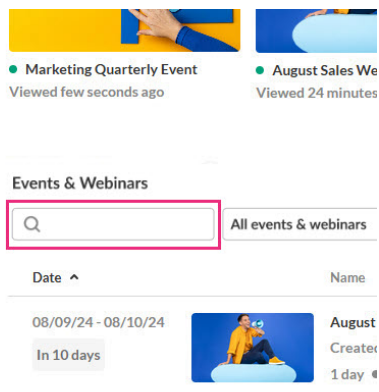 Marketing Quarterly Event
August Sales We
Viewed few seconds ago
Viewed 24 minutes
Events & Webinars
All events & webinars
Date
Name
08/09/24 - 08/10/24
August
In 10 days
Created
1 day